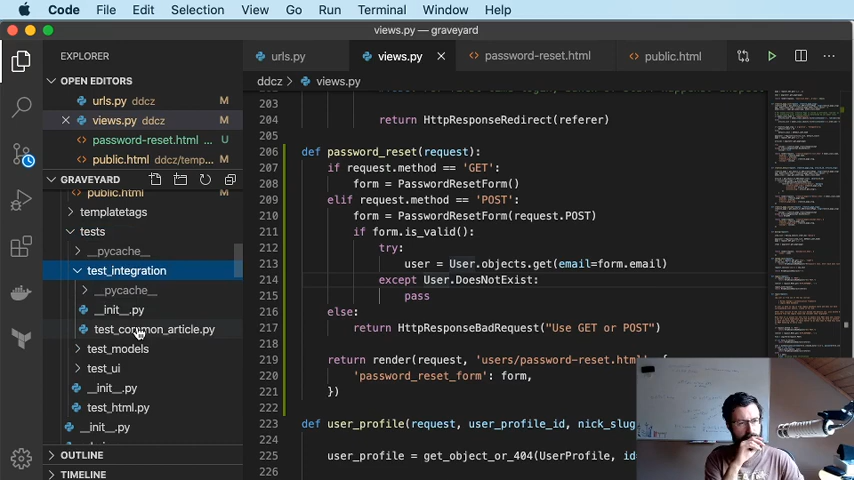 Code File Edit Selection View Go Run Terminal Window Help
views.py — graveyard
EXPLORER
OPEN EDITORS
urls.py ddcz M
views.py ddcz M
password-reset.html ... U
public.html ddcz/temp... M
GRAVEYARD
public.html M
templatetags
tests
__pycache__
test_integration
__pycache__
__init__.py
test_common_article.py
test_models
test_ui
__init__.py
test_html.py
__init__.py
OUTLINE
TIMELINE
urls.py
views.py
password-reset.html
public.html
ddcz > views.py
203
204 return HttpResponseRedirect(referer)
205
206 def password_reset(request):
207 if request.method == 'GET':
208 form = PasswordResetForm()
209 elif request.method == 'POST':
210 form = PasswordResetForm(request.POST)
211 if form.is_valid():
212 try:
213 user = User.objects.get(email=form.email)
214 except User.DoesNotExist:
215 pass
216 else:
217 return HttpResponseBadRequest("Use GET or POST")
218
219 return render(request, 'users/password-reset.html', {
220 'password_reset_form': form,
221 })
222
223 def user_profile(request, user_profile_id, nick_slug
224
225 user_profile = get_object_or_404(UserProfile, id=
226